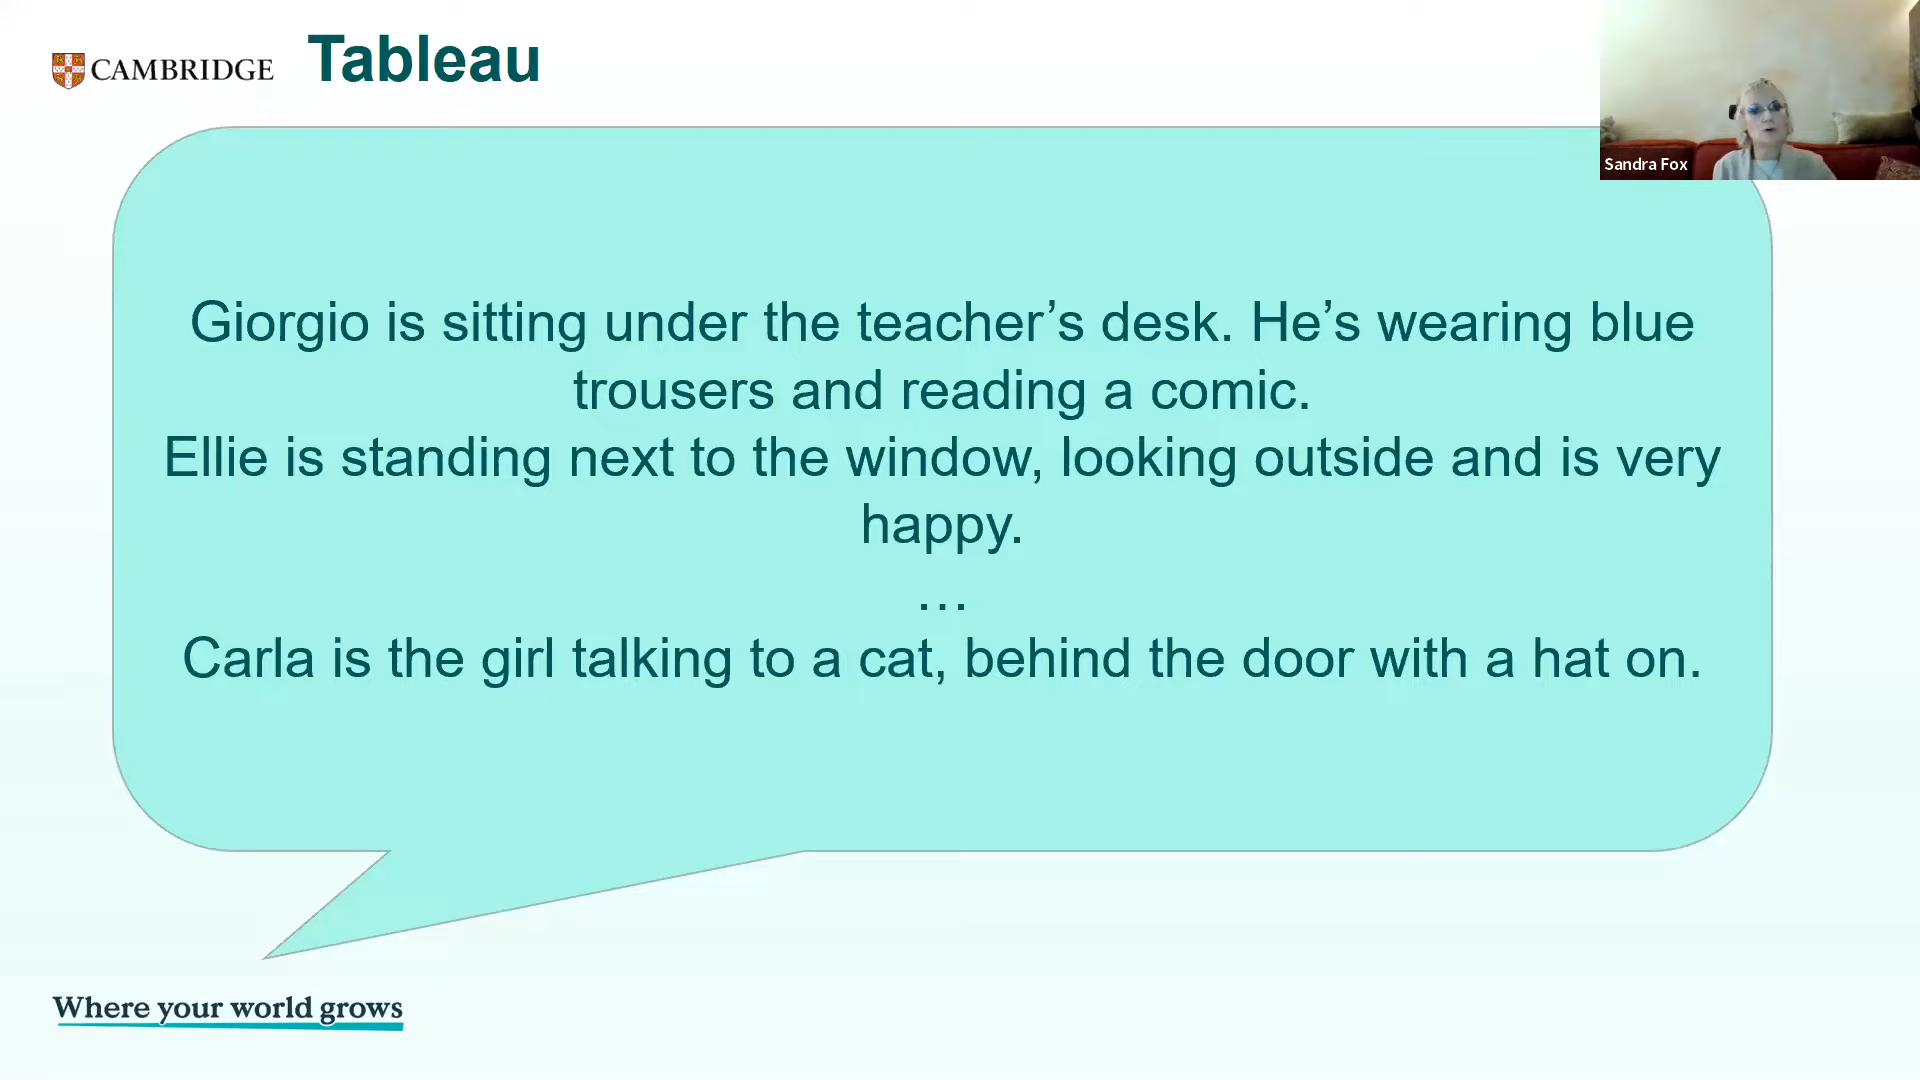 CAMBRIDGE
Tableau
Sandra Fox
Giorgio is sitting under the teacher’s desk. He’s wearing blue
trousers and reading a comic.
Ellie is standing next to the window, looking outside and is very
happy.
…
Carla is the girl talking to a cat, behind the door with a hat on.
Where your world grows